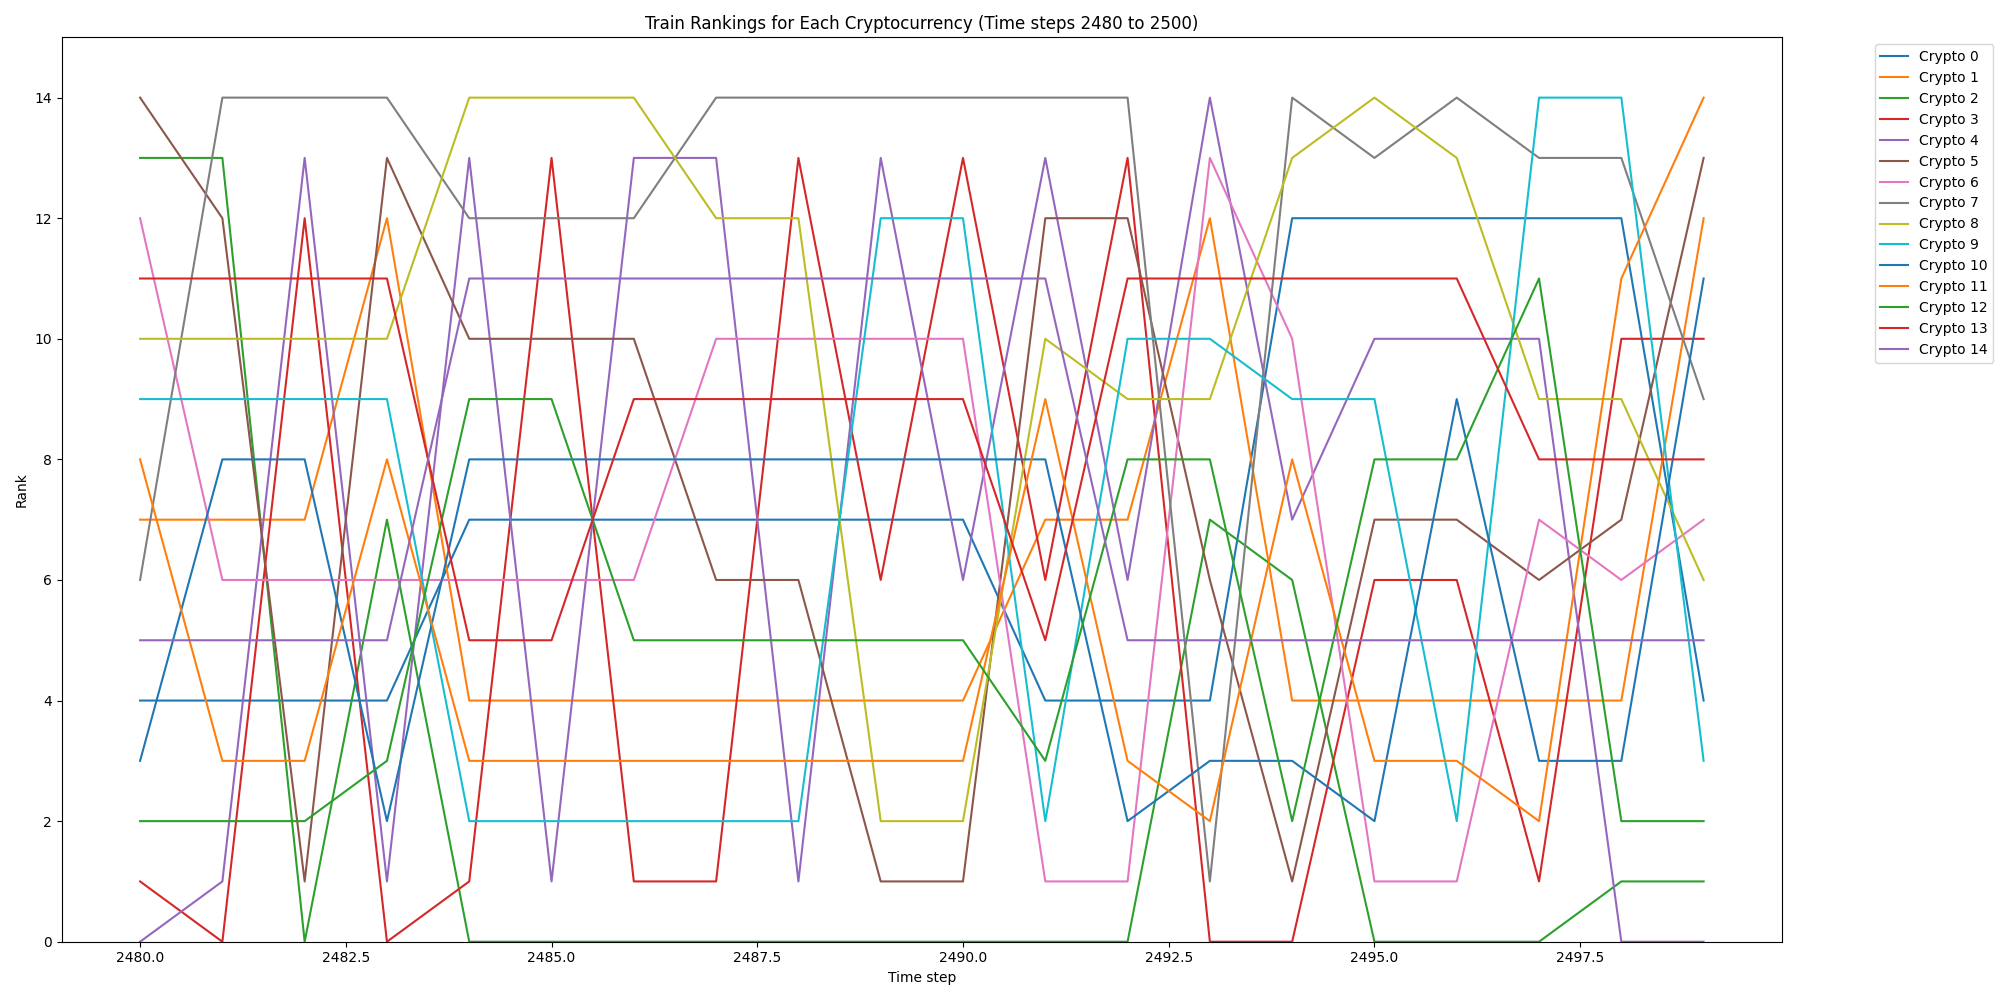 Train Rankings for Each Cryptocurrency (Time steps 2480 to 2500)
Rank
14
12
10
8
6
4
2
0
2480.0 2482.5 2485.0 2487.5 2490.0 2492.5 2495.0 2497.5
Time step
Crypto 0
Crypto 1
Crypto 2
Crypto 3
Crypto 4
Crypto 5
Crypto 6
Crypto 7
Crypto 8
Crypto 9
Crypto 10
Crypto 11
Crypto 12
Crypto 13
Crypto 14